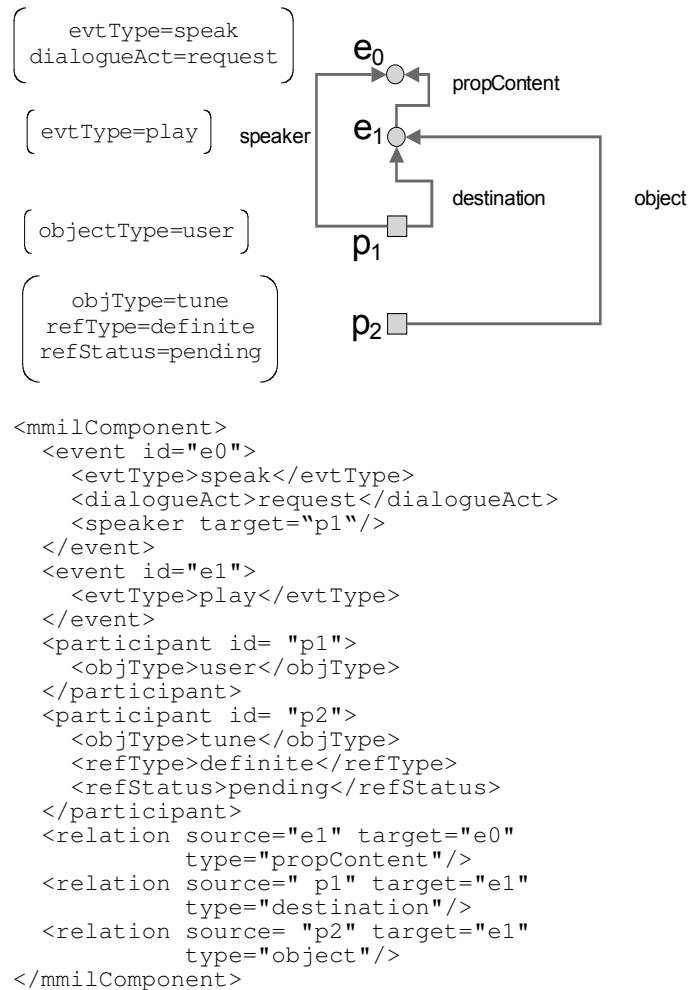 evtType=speak
dialogueAct=request
e0
propContent
evtType=play
speaker
e1
destination
object
objectType=user
p1
objType=tune
refType=definite
refStatus=pending
p2
<mmilComponent>
  <event id="e0">
    <evtType>speak</evtType>
    <dialogueAct>request</dialogueAct>
    <speaker target=“p1“/>
  </event>
  <event id="e1">
    <evtType>play</evtType>
  </event>
  <participant id= "p1">
    <objType>user</objType>
  </participant>
  <participant id= "p2">
    <objType>tune</objType>
    <refType>definite</refType>
    <refStatus>pending</refStatus>
  </participant>
  <relation source="e1" target="e0"
            type="propContent"/>
  <relation source=" p1" target="e1"
            type="destination"/>
  <relation source= "p2" target="e1"
            type="object"/>
</mmilComponent>